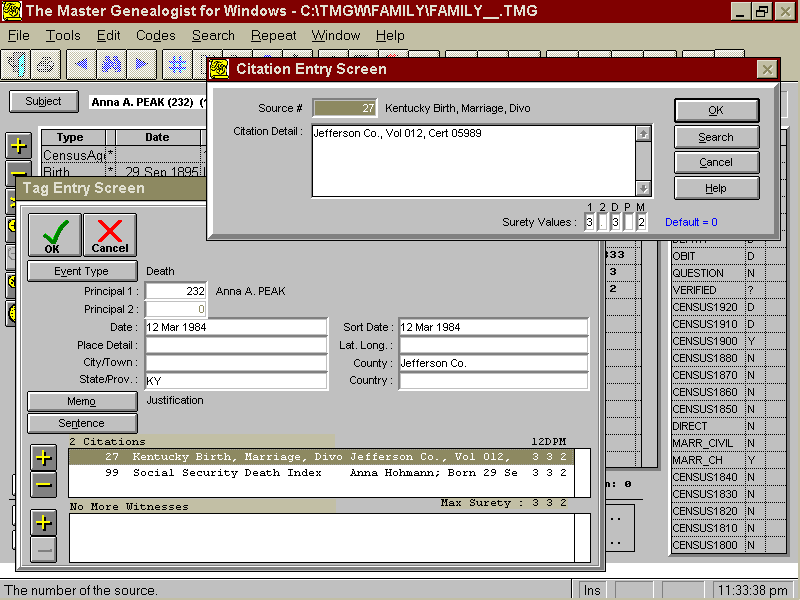 The Master Genealogist for Windows - C:\TMGW\FAMILY\FAMILY__.TMG
File Tools Edit Codes Search Repeat Window Help
Citation Entry Screen
Subject
Anna A. PEAK (232)
Type Date
CensusAgi *
Birth * 29 Sep 1895
Source # 27 Kentucky Birth, Marriage, Divo
Citation Detail : Jefferson Co., Vol 012, Cert 05989
OK
Search
Cancel
Help
1 2 D P M
Surety Values : 3 3 2 Default = 0
Tag Entry Screen
OK Cancel
Event Type Death
Principal 1 : 232 Anna A. PEAK
Principal 2 : 0
Date : 12 Mar 1984 Sort Date : 12 Mar 1984
Place Detail : Lat. Long. :
City/Town : County : Jefferson Co.
State/Prov. : KY Country :
Memo Justification
Sentence
2 Citations 12DPM
27 Kentucky Birth, Marriage, Divo Jefferson Co., Vol 012, 3 3 2
99 Social Security Death Index Anna Hohmann; Born 29 Se 3 3 2
Max Surety : 3 3 2
No More Witnesses
333
3
2
n: 0
OBIT D
QUESTION N
VERIFIED ?
CENSUS1920 D
CENSUS1910 D
CENSUS1900 Y
CENSUS1880 N
CENSUS1870 N
CENSUS1860 N
CENSUS1850 N
DIRECT N
MARR_CIVIL N
MARR_CH Y
CENSUS1840 N
CENSUS1830 N
CENSUS1820 N
CENSUS1810 N
CENSUS1800 N
The number of the source. Ins 11:33:38 pm